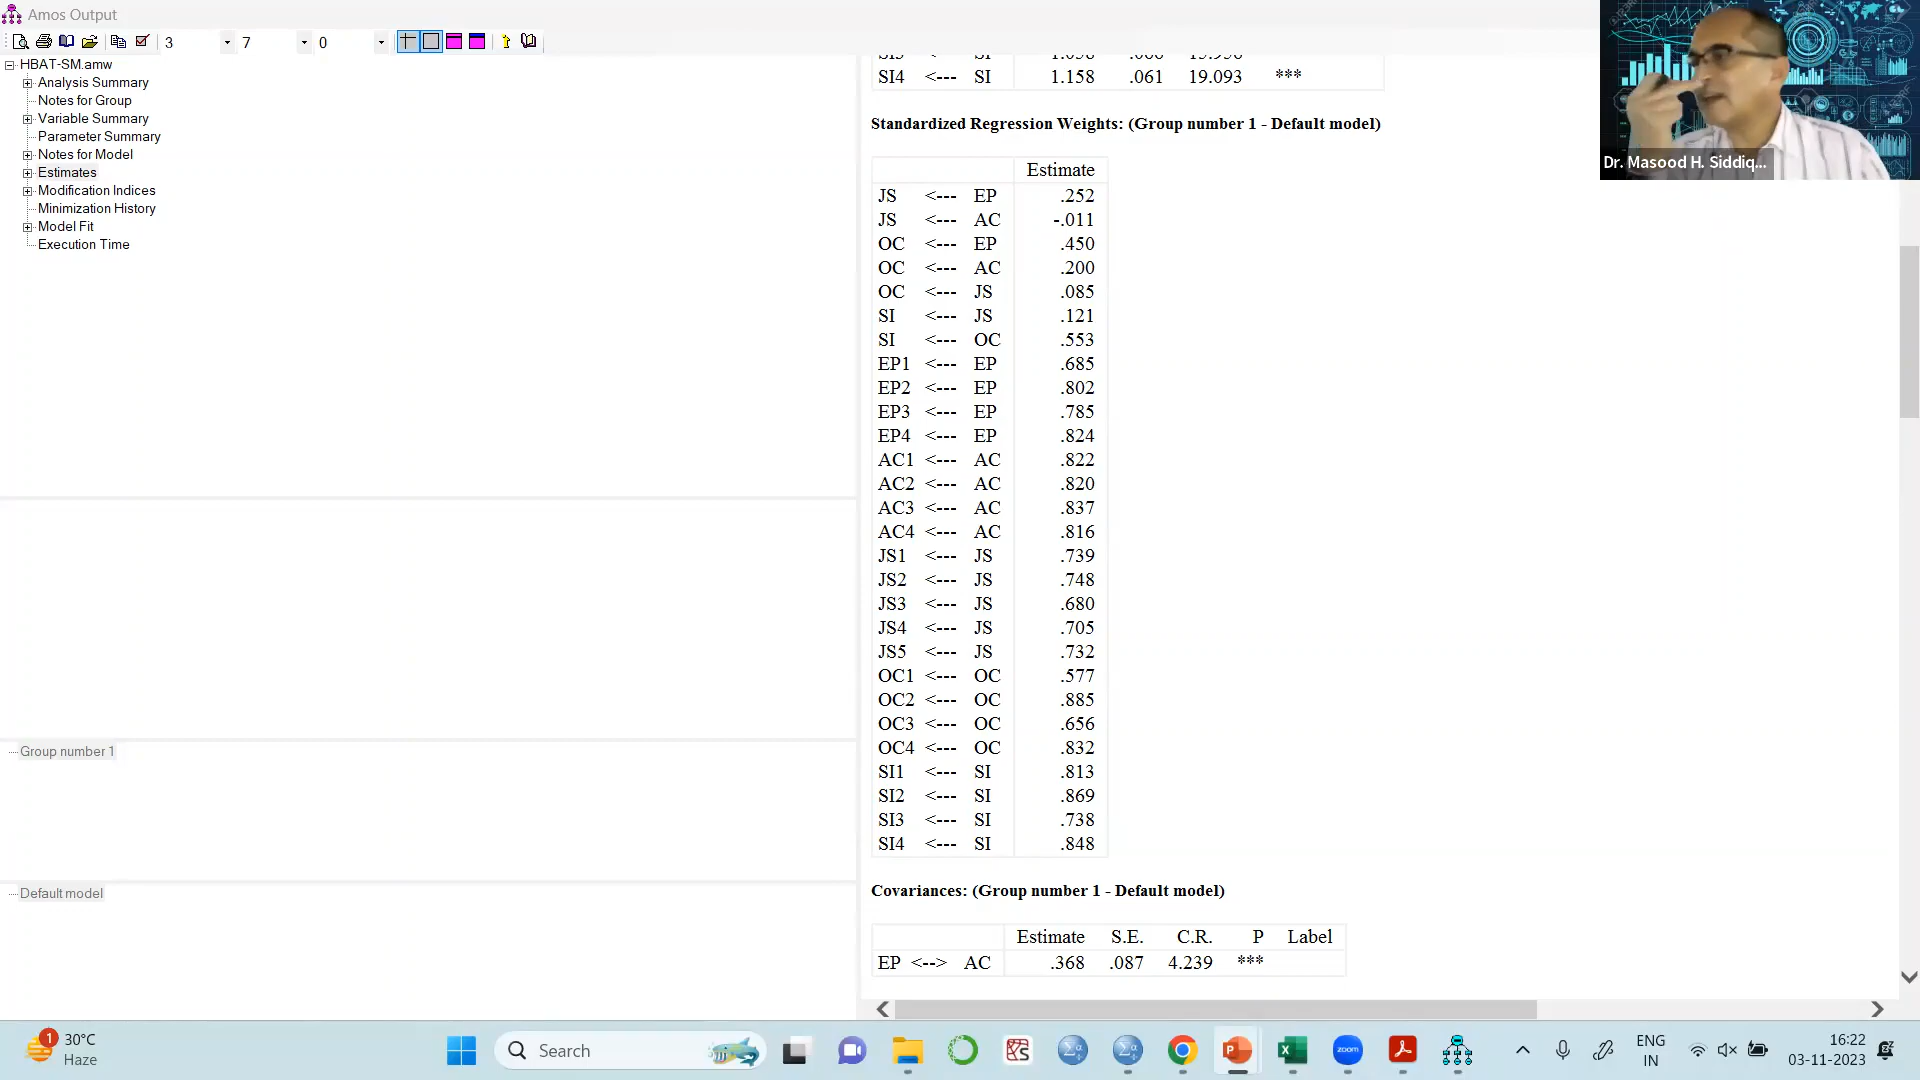 Amos Output
3 7 0
HBAT-SM.amw
Analysis Summary
Notes for Group
Variable Summary
Parameter Summary
Notes for Model
Estimates
Modification Indices
Minimization History
Model Fit
Execution Time
Group number 1
Default model
SI4 <--- SI 1.158 .061 19.093 ***
Standardized Regression Weights: (Group number 1 - Default model)
Estimate
JS <--- EP .252
JS <--- AC -.011
OC <--- EP .450
OC <--- AC .200
OC <--- JS .085
SI <--- JS .121
SI <--- OC .553
EP1 <--- EP .685
EP2 <--- EP .802
EP3 <--- EP .785
EP4 <--- EP .824
AC1 <--- AC .822
AC2 <--- AC .820
AC3 <--- AC .837
AC4 <--- AC .816
JS1 <--- JS .739
JS2 <--- JS .748
JS3 <--- JS .680
JS4 <--- JS .705
JS5 <--- JS .732
OC1 <--- OC .577
OC2 <--- OC .885
OC3 <--- OC .656
OC4 <--- OC .832
SI1 <--- SI .813
SI2 <--- SI .869
SI3 <--- SI .738
SI4 <--- SI .848
Covariances: (Group number 1 - Default model)
Estimate S.E. C.R. P Label
EP <--> AC .368 .087 4.239 ***
Dr. Masood H. Siddiq...
1
30°C
Haze
Search
zoom
ENG
IN
16:22
03-11-2023